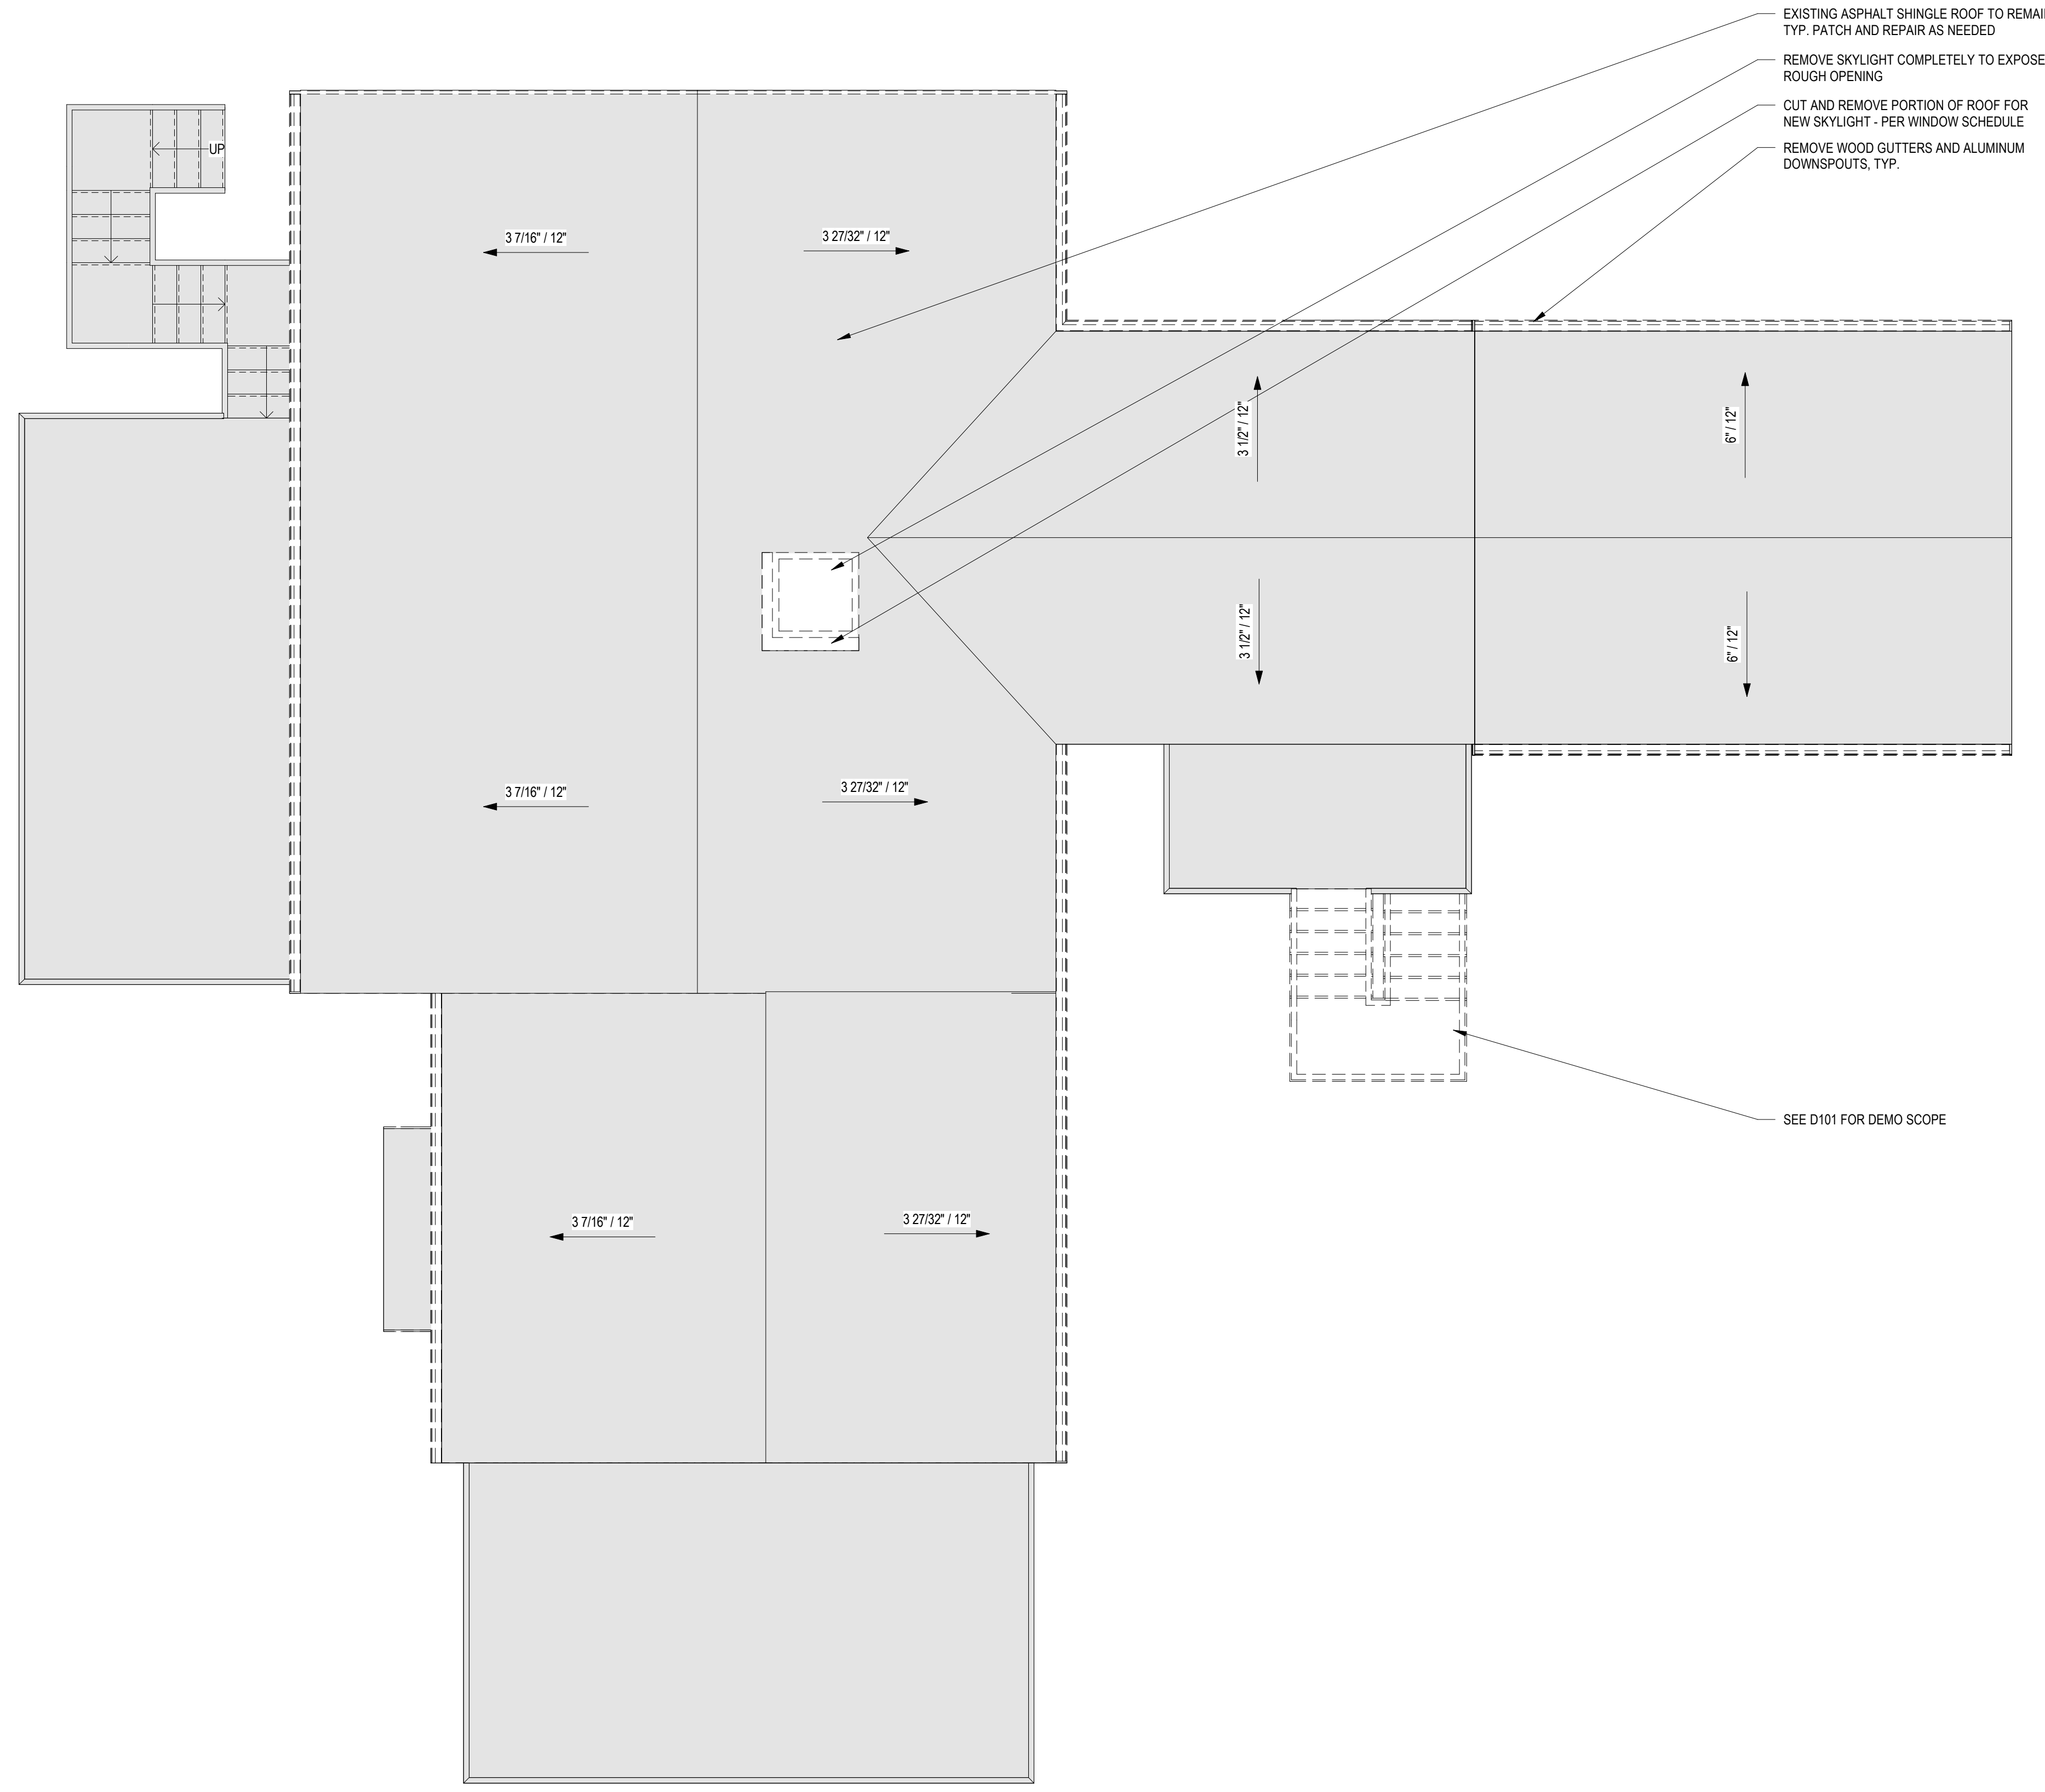 EXISTING ASPHALT SHINGLE ROOF TO REMAI
TYP. PATCH AND REPAIR AS NEEDED
REMOVE SKYLIGHT COMPLETELY TO EXPOSE
ROUGH OPENING
CUT AND REMOVE PORTION OF ROOF FOR
NEW SKYLIGHT - PER WINDOW SCHEDULE
REMOVE WOOD GUTTERS AND ALUMINUM
DOWNSPOUTS, TYP.
UP
3 7/16" / 12"
3 27/32" / 12"
3 1/2" / 12"
6" / 12"
3 1/2" / 12"
6" / 12"
3 7/16" / 12"
3 27/32" / 12"
SEE D101 FOR DEMO SCOPE
3 7/16" / 12"
3 27/32" / 12"